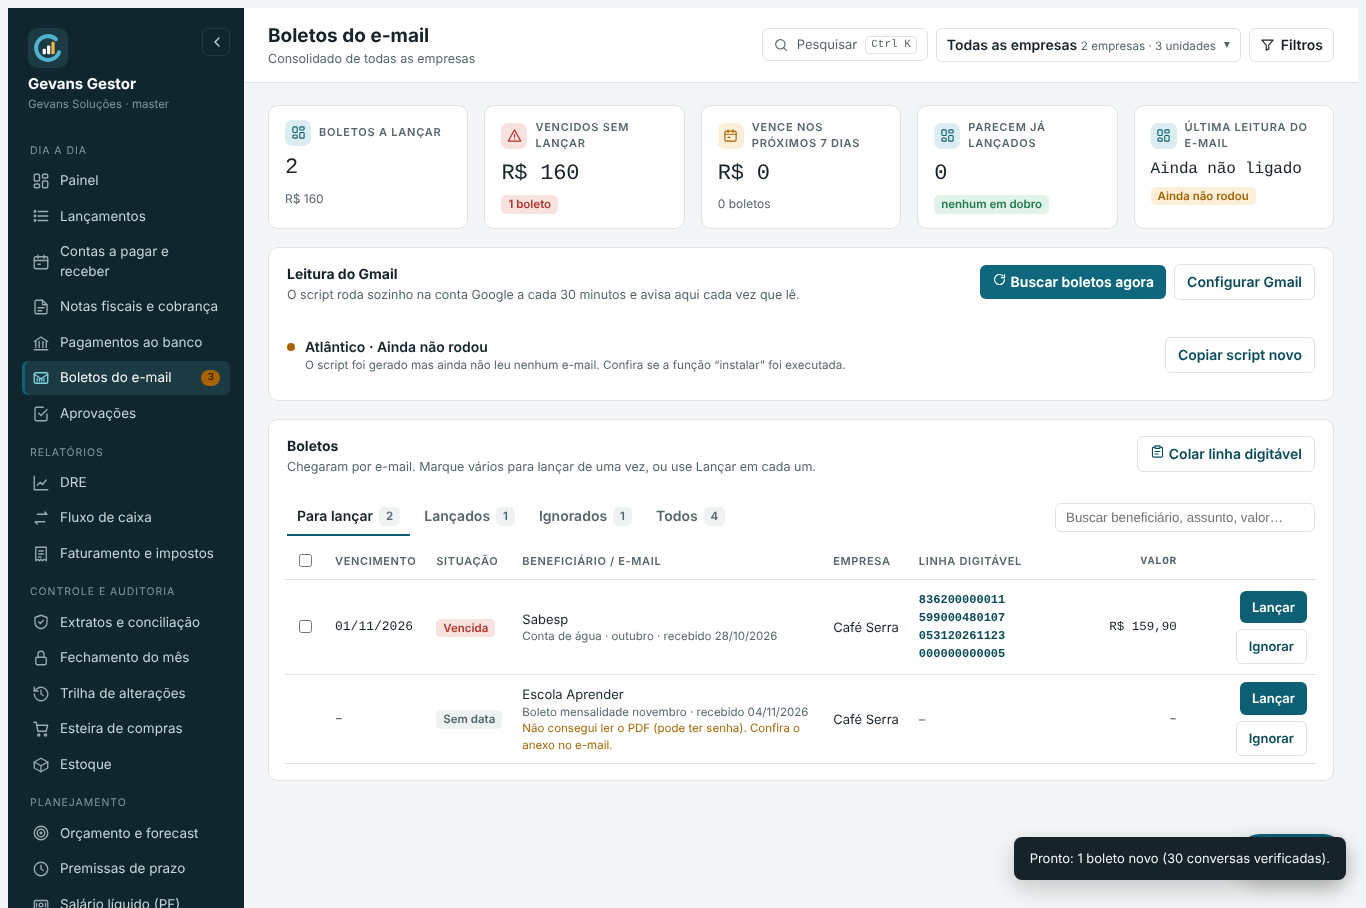 Gevans Gestor
Gevans Soluções · master
DIA A DIA
Painel
Lançamentos
Contas a pagar e
receber
Notas fiscais e cobrança
Pagamentos ao banco
Boletos do e-mail 3
Aprovações
RELATÓRIOS
DRE
Fluxo de caixa
Faturamento e impostos
CONTROLE E AUDITORIA
Extratos e conciliação
Fechamento do mês
Trilha de alterações
Esteira de compras
Estoque
PLANEJAMENTO
Orçamento e forecast
Premissas de prazo
Salário líquido (PF)
Boletos do e-mail
Consolidado de todas as empresas
Pesquisar Ctrl K
Todas as empresas 2 empresas · 3 unidades ▾
Filtros
BOLETOS A LANÇAR
2
R$ 160
VENCIDOS SEM
LANÇAR
R$ 160
1 boleto
VENCE NOS
PRÓXIMOS 7 DIAS
R$ 0
0 boletos
PARECEM JÁ
LANÇADOS
0
nenhum em dobro
ÚLTIMA LEITURA DO
E-MAIL
Ainda não ligado
Ainda não rodou
Leitura do Gmail
O script roda sozinho na conta Google a cada 30 minutos e avisa aqui cada vez que lê.
Buscar boletos agora
Configurar Gmail
Atlântico · Ainda não rodou
O script foi gerado mas ainda não leu nenhum e-mail. Confira se a função “instalar” foi executada.
Copiar script novo
Boletos
Chegaram por e-mail. Marque vários para lançar de uma vez, ou use Lançar em cada um.
Colar linha digitável
Para lançar 2 Lançados 1 Ignorados 1 Todos 4
Buscar beneficiário, assunto, valor…
VENCIMENTO SITUAÇÃO BENEFICIÁRIO / E-MAIL EMPRESA LINHA DIGITÁVEL VALOR
01/11/2026
Vencida
Sabesp
Conta de água · outubro · recebido 28/10/2026
Café Serra
836200000011
599000480107
053120261123
000000000005
R$ 159,90
Lançar
Ignorar
–
Sem data
Escola Aprender
Boleto mensalidade novembro · recebido 04/11/2026
Não consegui ler o PDF (pode ter senha). Confira o
anexo no e-mail.
Café Serra
–
–
Lançar
Ignorar
Pronto: 1 boleto novo (30 conversas verificadas).